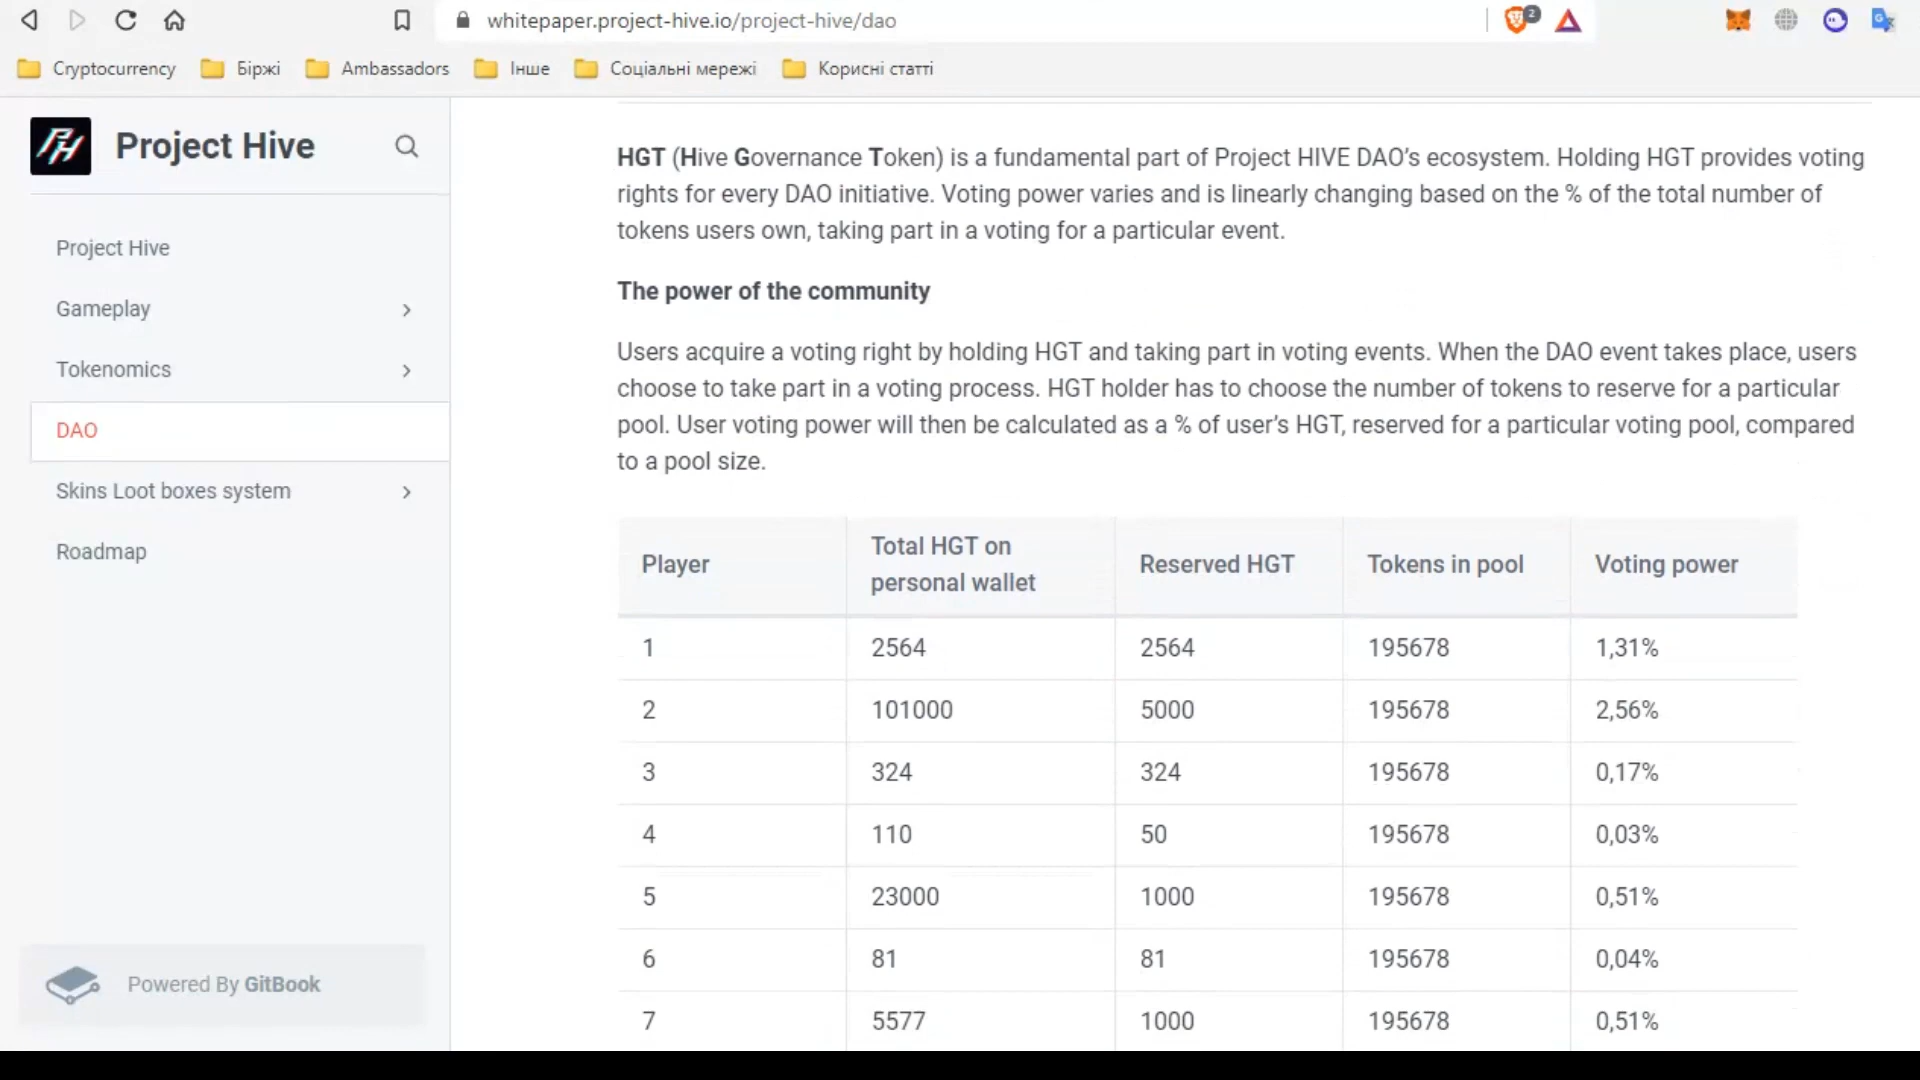 whitepaper.project-hive.io/project-hive/dao
2
Cryptocurrency Біржі Ambassadors Інше Соціальні мережі Корисні статті
PH Project Hive
Project Hive
Gameplay
Tokenomics
DAO
Skins Loot boxes system
Roadmap
Powered By GitBook
HGT (Hive Governance Token) is a fundamental part of Project HIVE DAO’s ecosystem. Holding HGT provides voting
rights for every DAO initiative. Voting power varies and is linearly changing based on the % of the total number of
tokens users own, taking part in a voting for a particular event.
The power of the community
Users acquire a voting right by holding HGT and taking part in voting events. When the DAO event takes place, users
choose to take part in a voting process. HGT holder has to choose the number of tokens to reserve for a particular
pool. User voting power will then be calculated as a % of user’s HGT, reserved for a particular voting pool, compared
to a pool size.
Player Total HGT on personal wallet Reserved HGT Tokens in pool Voting power
1 2564 2564 195678 1,31%
2 101000 5000 195678 2,56%
3 324 324 195678 0,17%
4 110 50 195678 0,03%
5 23000 1000 195678 0,51%
6 81 81 195678 0,04%
7 5577 1000 195678 0,51%